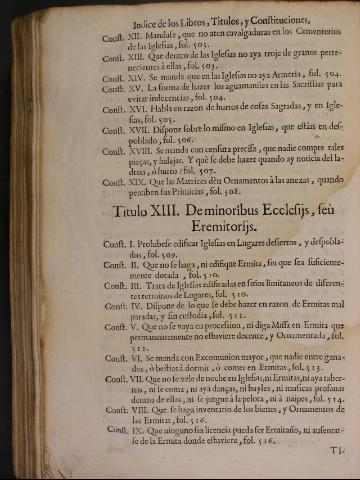 Indice de los Libros, Titulos, y Constituciones,
Const. XII. Mandase, que no aten cavalgaduras en los Cementerios
de las Iglesias, fol. 503.
Const. XIII. Que dentro de las Iglesias no aya troje de granos perte-
necientes à ellas, fol. 503.
Const. XIV. Se manda que en las Iglesias no aya Armeria, fol. 504.
Const. XV. La forma de hazer los aguamaniles en las Sacristias para
evitar indecencias, fol. 504.
Const. XVI. Habla en razon de hurtos de cosas Sagradas, y en Igle-
sias, fol. 505.
Const. XVII. Dispone sobre lo mismo en Iglesias, que estàn en des-
poblado, fol. 506.
Const. XVIII. Se manda con censura precisa, que nadie compre tales
pieças, y halajas. Y què se debe hazer quando ay noticia del la-
dron, ò hurto? fol. 507.
Const. XIX. Que las Matrices dèn Ornamentos à las anexas, quando
perciben sus Primicias, fol. 508.
Titulo XIII. De minoribus Ecclesijs, seù
Eremitorijs.
Const. I. Prohibese edificar Iglesias en Lugares desiertos, y despobla-
dos, fol. 509.
Const. II. Que no se haga, ni edifique Ermita, sin que sea suficiente-
mente dotada, fol. 510.
Const. III. Trata de Iglesias edificadas en sitios limitaneos de diferen-
tes terminos de Lugares, fol. 510.
Const. IV. Dispone de lo que se debe hazer en razon de Ermitas mal
paradas, y sin custodia, fol. 512.
Const. V. Que no se vaya en procession, ni diga Missa en Ermita que
permanentemente no estuviere docente, y Ornamentada, fol.
512.
Const. VI. Se manda con Excomunion mayor, que nadie entre gana-
dos, ò bestias à dormir, ò comer en Ermitas, fol. 513.
Const. VII. Que no se vele de noche en Iglesias, ni Ermitas, ni aya taber-
nas, ni se coma, ni aya danças, ni bayles, ni musicas profanas
dentro de ellas, ni se juegue à la pelota, ni à naipes, fol. 514.
Const. VIII. Que se haga inventario de los bienes, y Ornamentos de
las Ermitas, fol. 516.
Const. IX. Que ninguno sin licencia pueda ser Ermitaño, ni ausentar-
se de la Ermita donde estuviere, fol. 516.
TI-